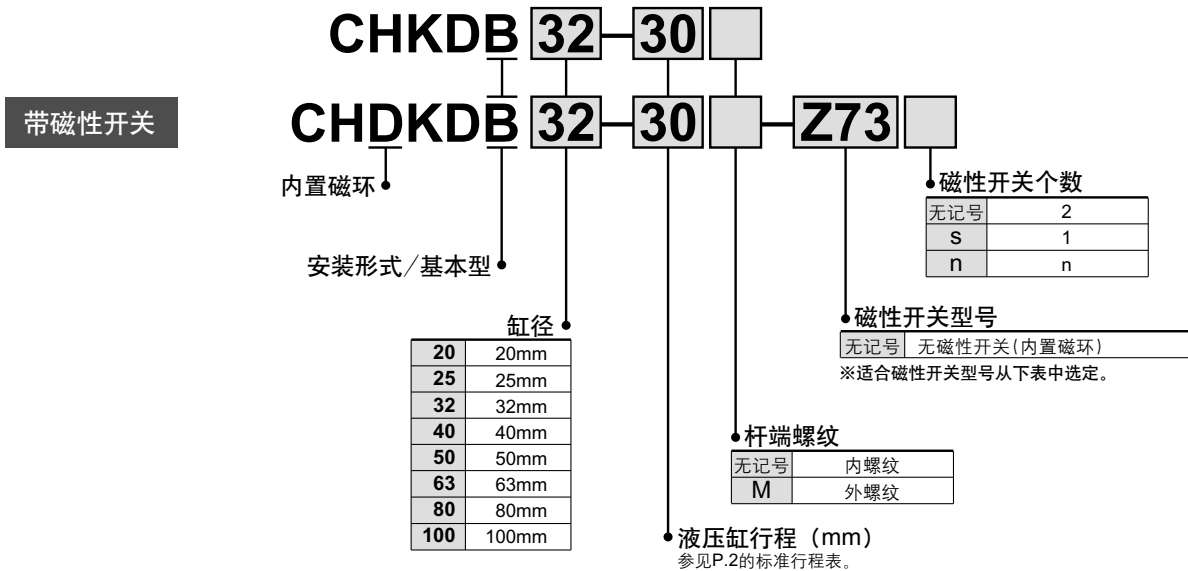 CHKDB 32-30
带磁性开关
CHDKDB 32-30-Z73
内置磁环
安装形式/基本型
缸径
20 20mm
25 25mm
32 32mm
40 40mm
50 50mm
63 63mm
80 80mm
100 100mm
液压缸行程（mm）
参见P.2的标准行程表。
杆端螺纹
无记号 内螺纹
M 外螺纹
磁性开关型号
无记号 无磁性开关(内置磁环)
※适合磁性开关型号从下表中选定。
磁性开关个数
无记号 2
s 1
n n